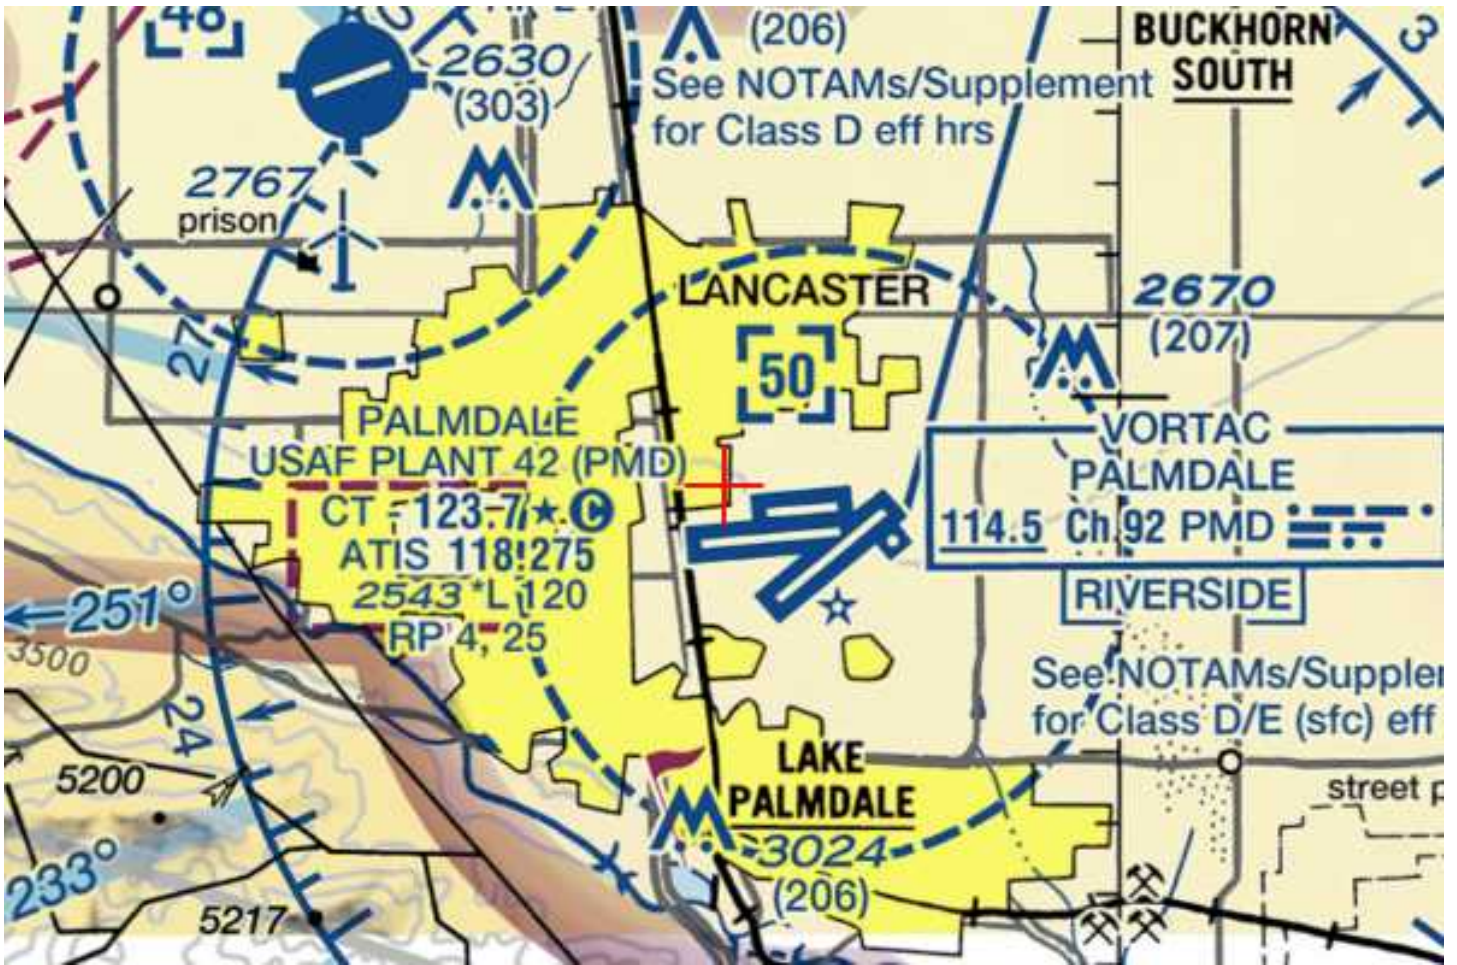 48
2630
(303)
(206)
See NOTAMs/Supplement
for Class D eff hrs
BUCKHORN
SOUTH
3
2767
prison
27
LANCASTER
50
2670
(207)
PALMDALE
USAF PLANT 42 (PMD)
CT - 123.7 ★ C
ATIS 118.275
2543 *L 120
RP 4, 25
VORTAC
PALMDALE
114.5 Ch 92 PMD
RIVERSIDE
251°
3500
24
See NOTAMs/Suppler
for Class D/E (sfc) eff
5200
LAKE
PALMDALE
3024
(206)
street p
233°
5217